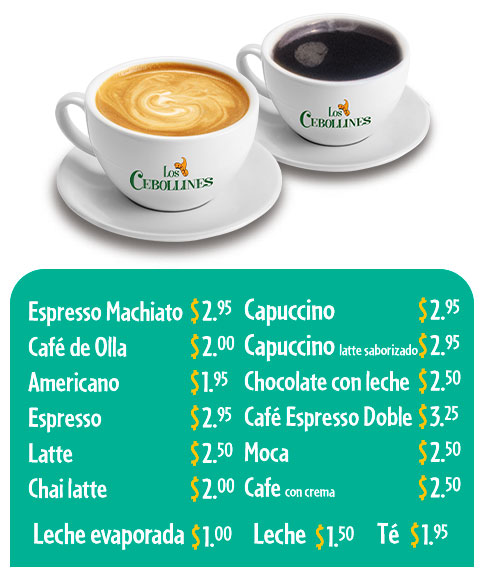 Los
CEBOLLINES
Los
CEBOLLINES
Espresso Machiato $2.95
Café de Olla $2.00
Americano $1.95
Espresso $2.95
Latte $2.50
Chai latte $2.00
Capuccino $2.95
Capuccino latte saborizado $2.95
Chocolate con leche $2.50
Café Espresso Doble $3.25
Moca $2.50
Cafe con crema $2.50
Leche evaporada $1.00 Leche $1.50 Té $1.95